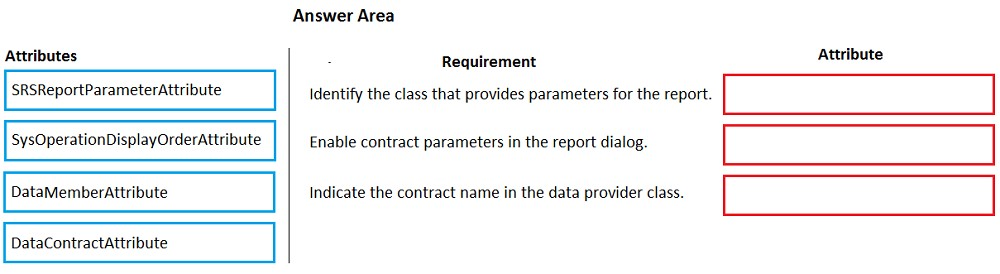 Answer Area
Attributes
Requirement
Attribute
SRSReportParameterAttribute
Identify the class that provides parameters for the report.
SysOperationDisplayOrderAttribute
Enable contract parameters in the report dialog.
DataMemberAttribute
Indicate the contract name in the data provider class.
DataContractAttribute